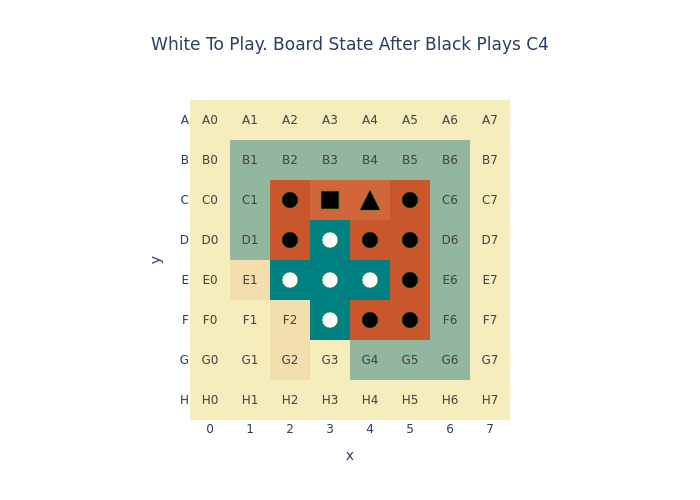 White To Play. Board State After Black Plays C4
A A0 A1 A2 A3 A4 A5 A6 A7
B B0 B1 B2 B3 B4 B5 B6 B7
C C0 C1 C6 C7
D D0 D1 D6 D7
y
E E0 E1 E6 E7
F F0 F1 F2 F6 F7
G G0 G1 G2 G3 G4 G5 G6 G7
H H0 H1 H2 H3 H4 H5 H6 H7
0 1 2 3 4 5 6 7
x